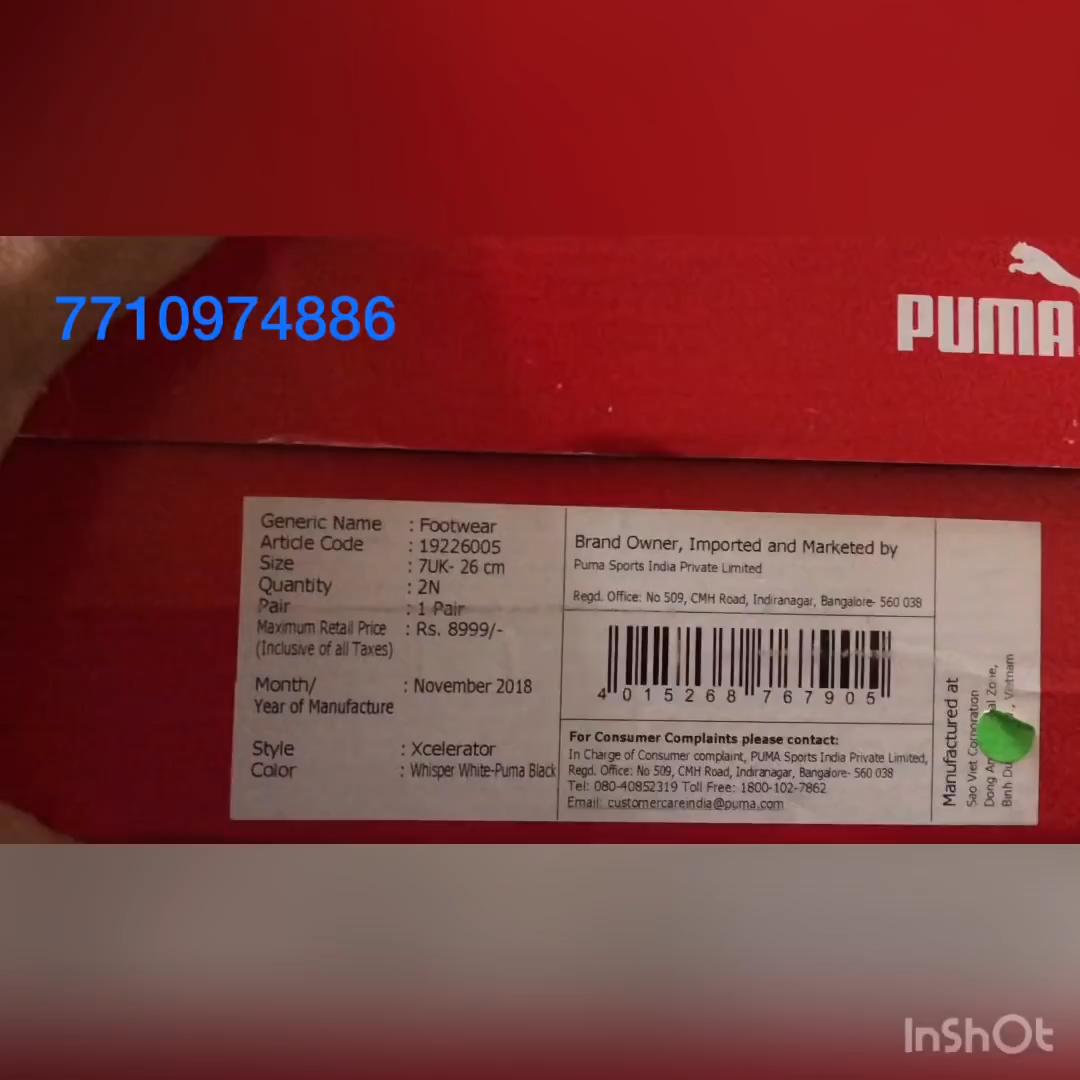 7710974886
PUMA
Generic Name : Footwear
Article Code : 19226005
Size : 7UK- 26 cm
Quantity : 2N
Pair : 1 Pair
Maximum Retail Price : Rs. 8999/-
(Inclusive of all Taxes)
Month/ : November 2018
Year of Manufacture
Style : Xcelerator
Color : Whisper White-Puma Black
Brand Owner, Imported and Marketed by
Puma Sports India Private Limited
Regd. Office: No 509, CMH Road, Indiranagar, Bangalore- 560 038
4 015268 767905
For Consumer Complaints please contact:
In Charge of Consumer complaint, PUMA Sports India Private Limited,
Regd. Office: No 509, CMH Road, Indiranagar, Bangalore- 560 038
Tel: 080-40852319 Toll Free: 1800-102-7862
Email: customercareindia@puma.com
Manufactured at
Sao Viet Corporation
Dong Zone,
Binh Vietnam
InShOt